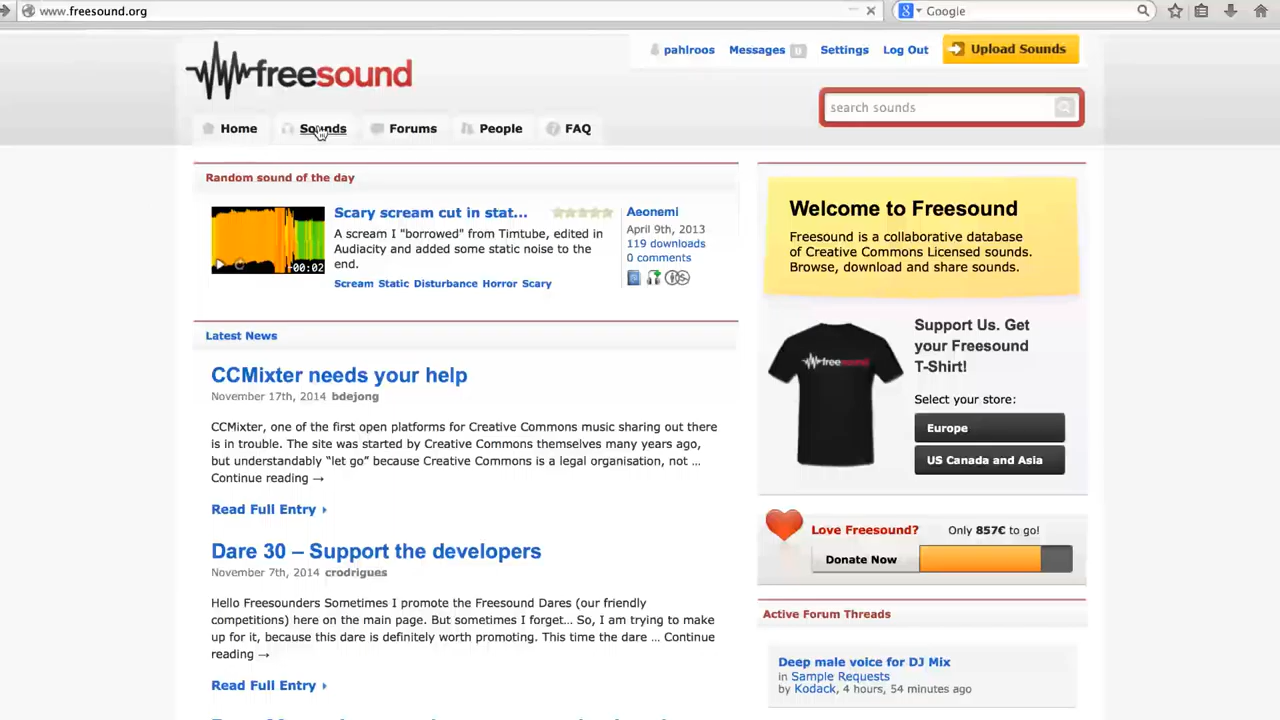 www.freesound.org
Google
freesound
pahlroos Messages 0 Settings Log Out Upload Sounds
search sounds
Home Sounds Forums People FAQ
Random sound of the day
Scary scream cut in stat...
A scream I "borrowed" from Timtube, edited in
Audiacity and added some static noise to the
end.
Scream Static Disturbance Horror Scary
-00:02
Aeonemi
April 9th, 2013
119 downloads
0 comments
Latest News
CCMixter needs your help
November 17th, 2014 bdejong
CCMixter, one of the first open platforms for Creative Commons music sharing out there
is in trouble. The site was started by Creative Commons themselves many years ago,
but understandably “let go” because Creative Commons is a legal organisation, not ...
Continue reading →
Read Full Entry
Dare 30 – Support the developers
November 7th, 2014 crodrigues
Hello Freesounders Sometimes I promote the Freesound Dares (our friendly
competitions) here on the main page. But sometimes I forget... So, I am trying to make
up for it, because this dare is definitely worth promoting. This time the dare ... Continue
reading →
Read Full Entry
Welcome to Freesound
Freesound is a collaborative database
of Creative Commons Licensed sounds.
Browse, download and share sounds.
freesound
Support Us. Get
your Freesound
T-Shirt!
Select your store:
Europe
US Canada and Asia
Love Freesound? Only 857€ to go!
Donate Now
Active Forum Threads
Deep male voice for DJ Mix
in Sample Requests
by Kodack, 4 hours, 54 minutes ago